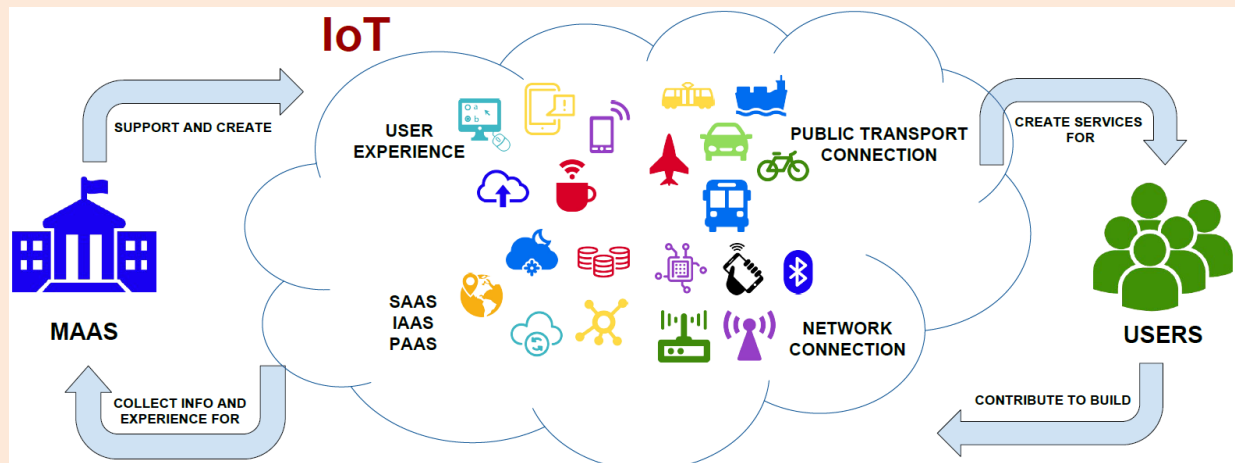 IoT
SUPPORT AND CREATE
USER
EXPERIENCE
a
b
PUBLIC TRANSPORT
CONNECTION
CREATE SERVICES
FOR
MAAS
SAAS
IAAS
PAAS
NETWORK
CONNECTION
USERS
COLLECT INFO AND
EXPERIENCE FOR
CONTRIBUTE TO BUILD